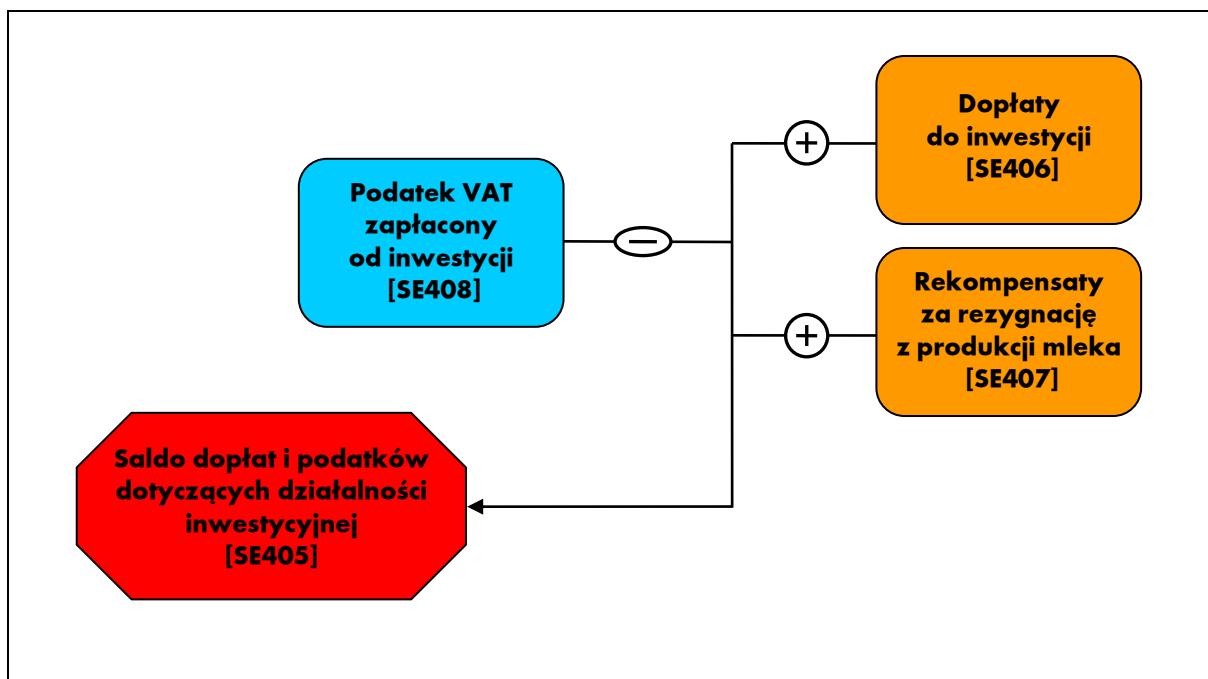 Dopłaty
do inwestycji
[SE406]
Podatek VAT
zapłacony
od inwestycji
[SE408]
Rekompensaty
za rezygnację
z produkcji mleka
[SE407]
Saldo dopłat i podatków
dotyczących działalności
inwestycyjnej
[SE405]